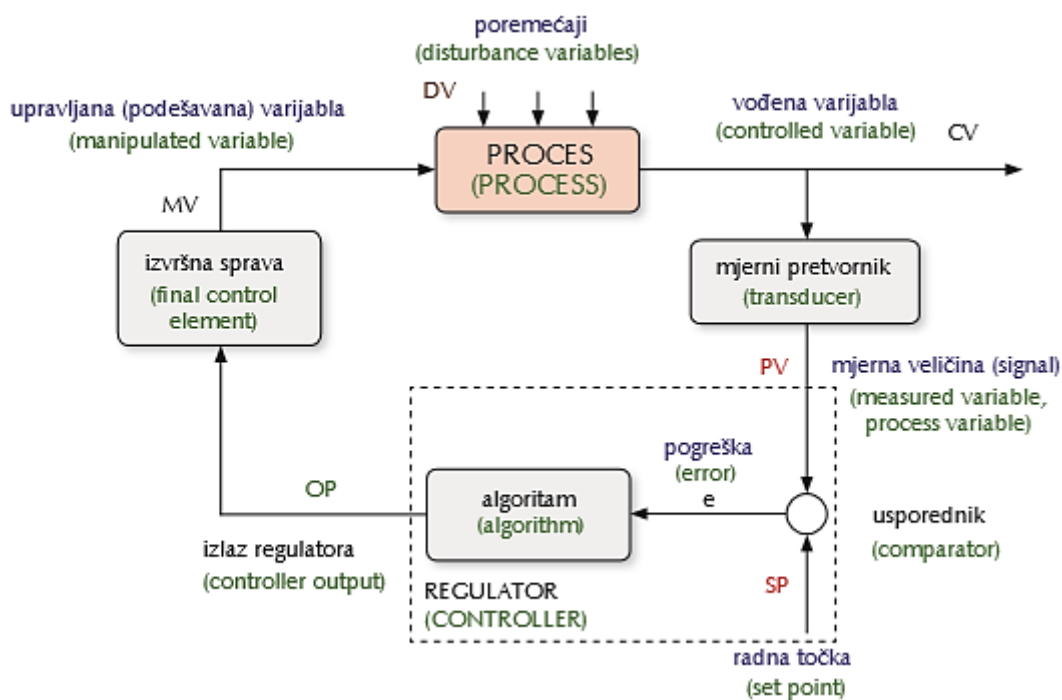 poremećaji
(disturbance variables)
DV
upravljana (podešavana) varijabla
(manipulated variable)
vođena varijabla
(controlled variable)
CV
PROCES
(PROCESS)
MV
izvršna sprava
(final control
element)
mjerni pretvornik
(transducer)
PV
mjerna veličina (signal)
(measured variable,
process variable)
pogreška
(error)
e
OP
algoritam
(algorithm)
usporednik
(comparator)
izlaz regulatora
(controller output)
REGULATOR
(CONTROLLER)
SP
radna točka
(set point)